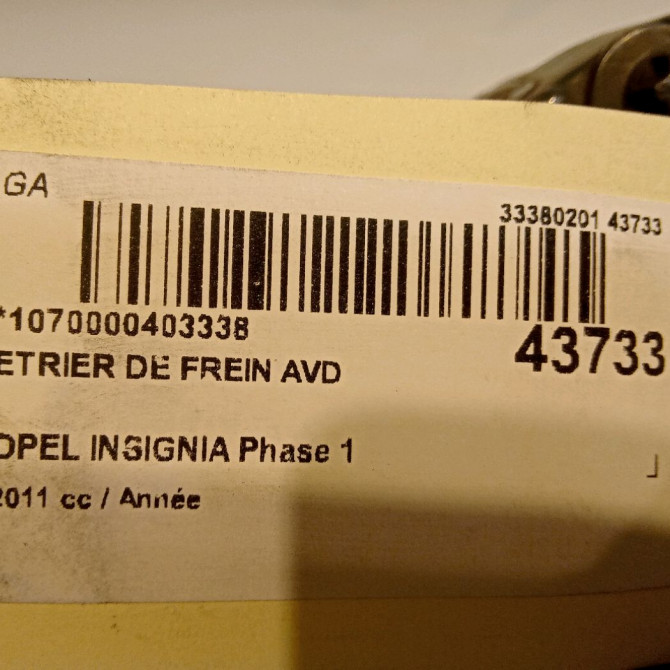 GA
33380201 43733
*1070000403338
43733
ETRIER DE FREIN AVD
OPEL INSIGNIA Phase 1
2011 cc / Année